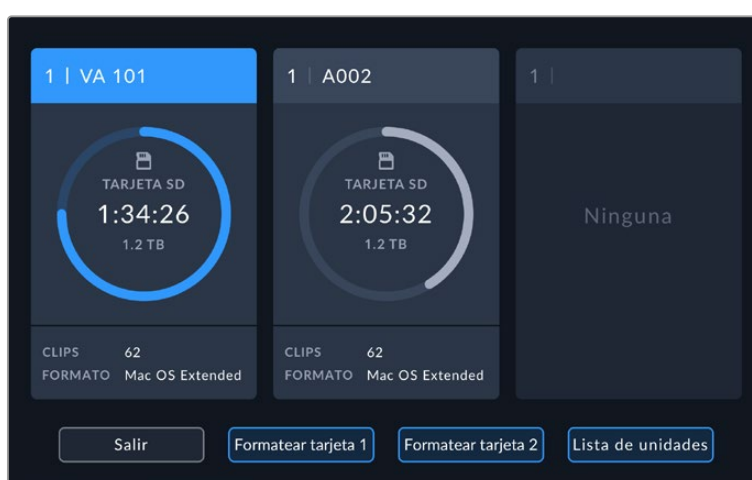 1 | VA 101
TARJETA SD
1:34:26
1.2 TB
CLIPS 62
FORMATO Mac OS Extended
1 | A002
TARJETA SD
2:05:32
1.2 TB
CLIPS 62
FORMATO Mac OS Extended
1 |
Ninguna
Salir
Formatear tarjeta 1
Formatear tarjeta 2
Lista de unidades